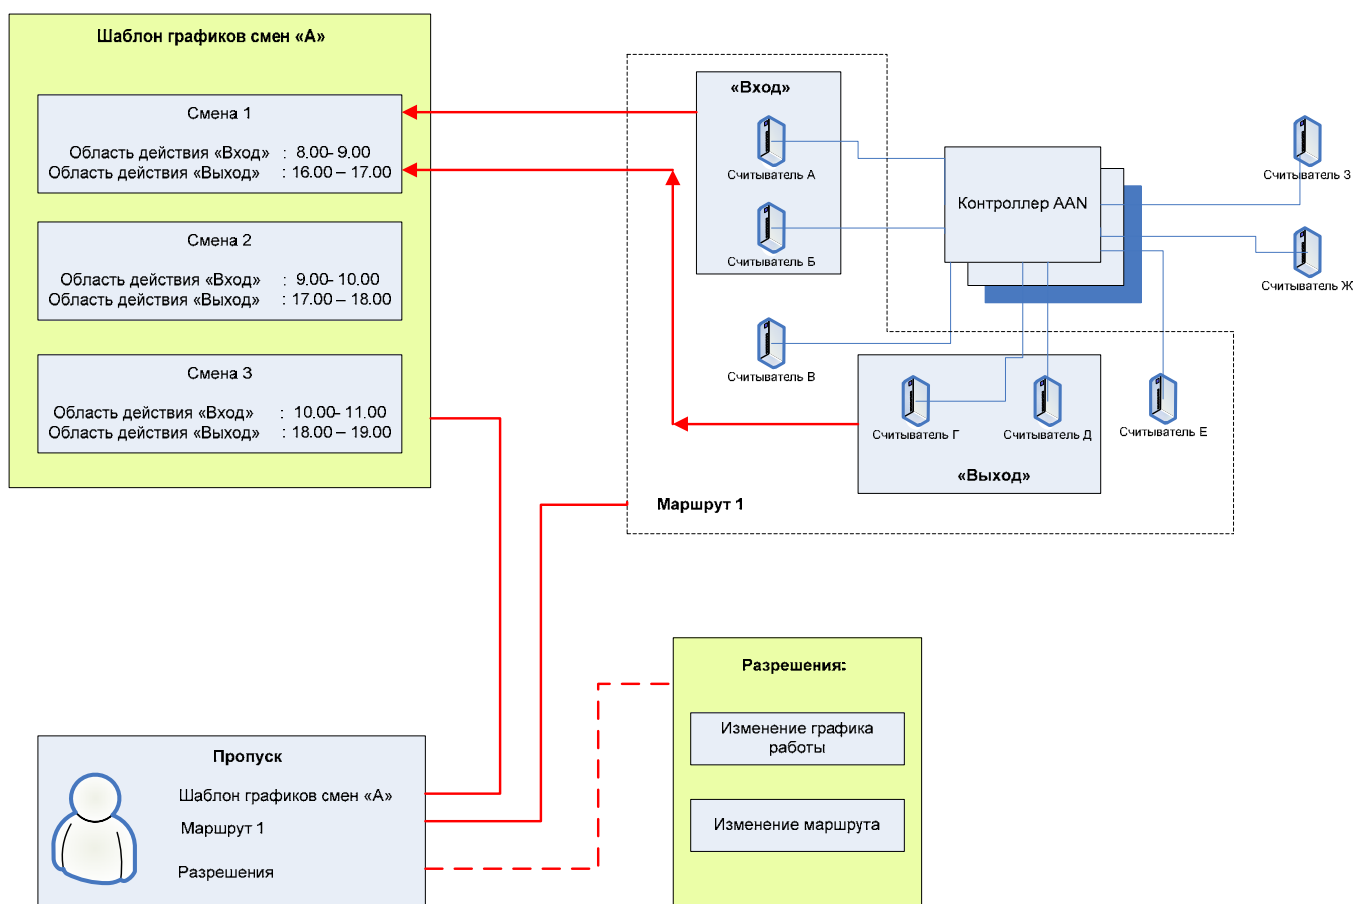 Шаблон графиков смен «А»
Смена 1
Область действия «Вход» : 8.00- 9.00
Область действия «Выход» : 16.00 – 17.00
Смена 2
Область действия «Вход» : 9.00- 10.00
Область действия «Выход» : 17.00 – 18.00
Смена 3
Область действия «Вход» : 10.00- 11.00
Область действия «Выход» : 18.00 – 19.00
«Вход»
Считыватель А
Считыватель Б
Считыватель В
Контроллер AAN
Считыватель З
Считыватель Ж
Считыватель Г
Считыватель Д
Считыватель Е
«Выход»
Маршрут 1
Разрешения:
Изменение графика
работы
Изменение маршрута
Пропуск
Шаблон графиков смен «А»
Маршрут 1
Разрешения